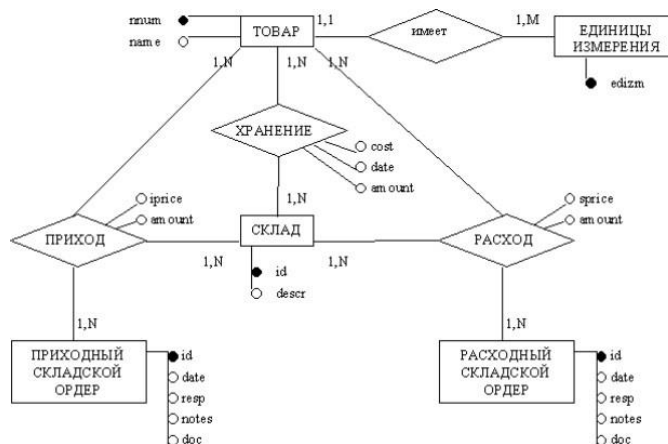 nnum
name
ТОВАР
1,1
имеет
1,M
ЕДИНИЦЫ
ИЗМЕРЕНИЯ
edizm
1,N
1,N
1,N
ХРАНЕНИЕ
cost
date
amount
iprice
amount
1,N
sprice
amount
ПРИХОД
СКЛАД
РАСХОД
1,N
1,N
id
descr
1,N
1,N
ПРИХОДНЫЙ
СКЛАДСКОЙ
ОРДЕР
id
date
resp
notes
doc
РАСХОДНЫЙ
СКЛАДСКОЙ
ОРДЕР
id
date
resp
notes
doc